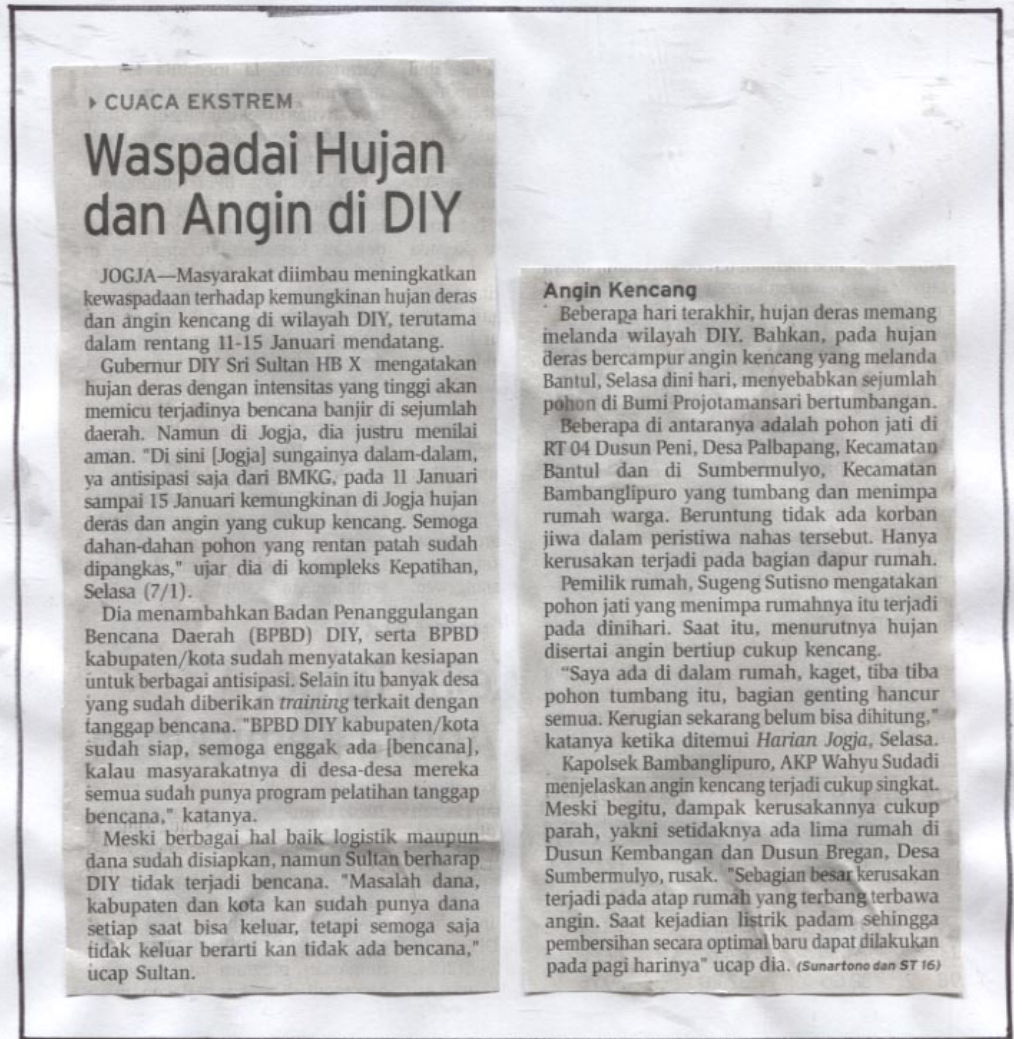 CUACA EKSTREM
Waspadai Hujan
dan Angin di DIY
JOGJA—Masyarakat diimbau meningkatkan
kewaspadaan terhadap kemungkinan hujan deras
dan angin kencang di wilayah DIY, terutama
dalam rentang 11-15 Januari mendatang.
Gubernur DIY Sri Sultan HB X mengatakan
hujan deras dengan intensitas yang tinggi akan
memicu terjadinya bencana banjir di sejumlah
daerah. Namun di Jogja, dia justru menilai
aman. "Di sini [Jogja] sungainya dalam-dalam,
ya antisipasi saja dari BMKG, pada 11 Januari
sampai 15 Januari kemungkinan di Jogja hujan
deras dan angin yang cukup kencang. Semoga
dahan-dahan pohon yang rentan patah sudah
dipangkas," ujar dia di kompleks Kepatihan,
Selasa (7/1).
Dia menambahkan Badan Penanggulangan
Bencana Daerah (BPBD) DIY, serta BPBD
kabupaten/kota sudah menyatakan kesiapan
untuk berbagai antisipasi. Selain itu banyak desa
yang sudah diberikan training terkait dengan
tanggap bencana. "BPBD DIY kabupaten/kota
sudah siap, semoga enggak ada [bencana],
kalau masyarakatnya di desa-desa mereka
semua sudah punya program pelatihan tanggap
bencana," katanya.
Meski berbagai hal baik logistik maupun
dana sudah disiapkan, namun Sultan berharap
DIY tidak terjadi bencana. "Masalah dana,
kabupaten dan kota kan sudah punya dana
setiap saat bisa keluar, tetapi semoga saja
tidak keluar berarti kan tidak ada bencana,"
ucap Sultan.
Angin Kencang
Beberapa hari terakhir, hujan deras memang
melanda wilayah DIY. Bahkan, pada hujan
deras bercampur angin kencang yang melanda
Bantul, Selasa dini hari, menyebabkan sejumlah
pohon di Bumi Projotamansari bertumbangan.
Beberapa di antaranya adalah pohon jati di
RT 04 Dusun Peni, Desa Palbapang, Kecamatan
Bantul dan di Sumbermulyo, Kecamatan
Bambanglipuro yang tumbang dan menimpa
rumah warga. Beruntung tidak ada korban
jiwa dalam peristiwa nahas tersebut. Hanya
kerusakan terjadi pada bagian dapur rumah.
Pemilik rumah, Sugeng Sutisno mengatakan
pohon jati yang menimpa rumahnya itu terjadi
pada dinihari. Saat itu, menurutnya hujan
disertai angin bertiup cukup kencang.
"Saya ada di dalam rumah, kaget, tiba tiba
pohon tumbang itu, bagian genting hancur
semua. Kerugian sekarang belum bisa dihitung,"
katanya ketika ditemui Harian Jogja, Selasa.
Kapolsek Bambanglipuro, AKP Wahyu Sudadi
menjelaskan angin kencang terjadi cukup singkat.
Meski begitu, dampak kerusakannya cukup
parah, yakni setidaknya ada lima rumah di
Dusun Kembangan dan Dusun Bregan, Desa
Sumbermulyo, rusak. "Sebagian besar kerusakan
terjadi pada atap rumah yang terbang terbawa
angin. Saat kejadian listrik padam sehingga
pembersihan secara optimal baru dapat dilakukan
pada pagi harinya" ucap dia. (Sunartono dan ST 16)